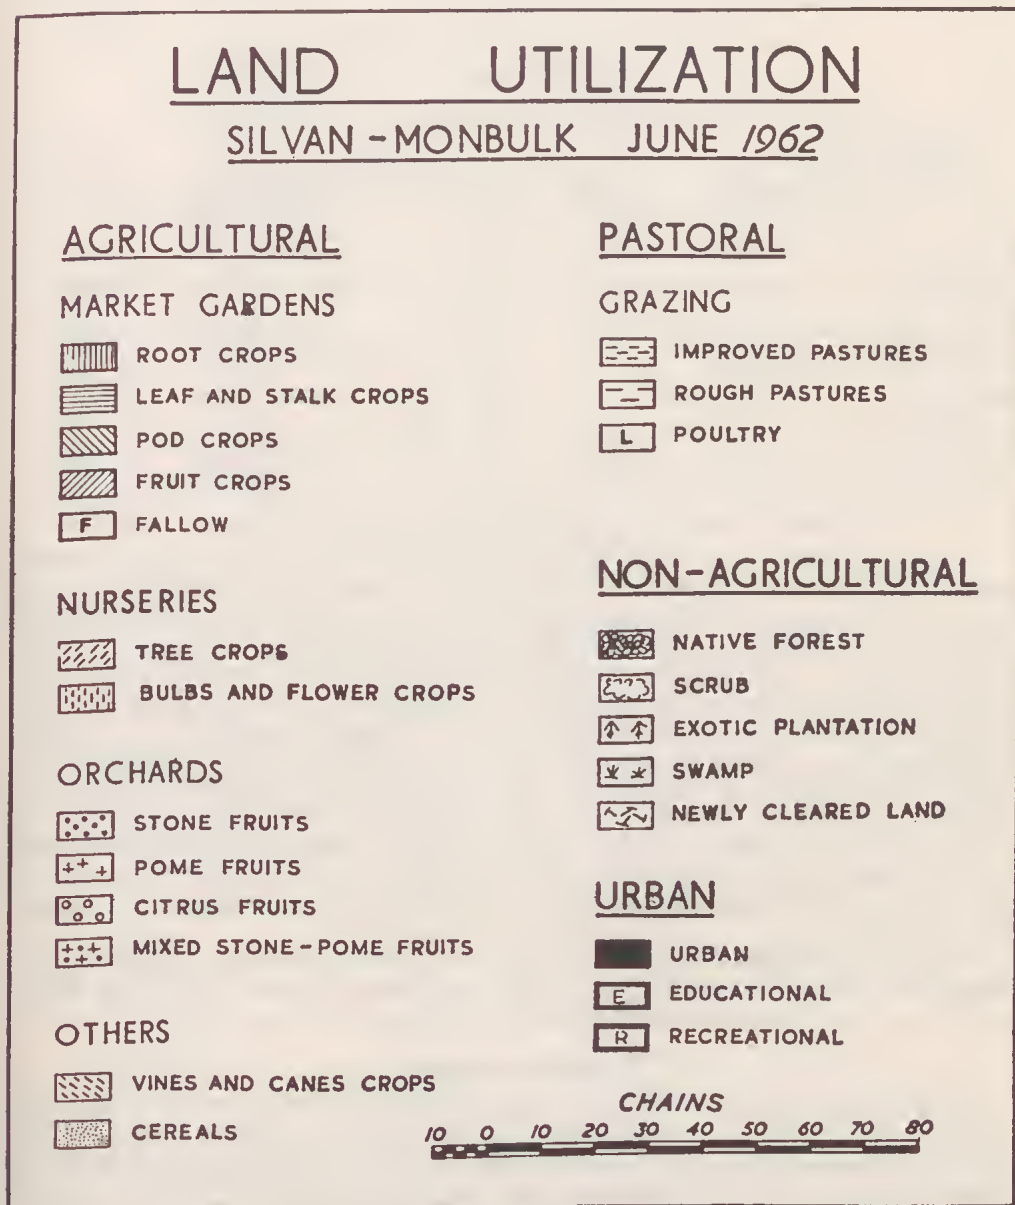 LAND UTILIZATION
SILVAN-MONBULK JUNE 1962
AGRICULTURAL
MARKET GARDENS
ROOT CROPS
LEAF AND STALK CROPS
POD CROPS
FRUIT CROPS
F FALLOW
NURSERIES
TREE CROPS
BULBS AND FLOWER CROPS
ORCHARDS
STONE FRUITS
POME FRUITS
CITRUS FRUITS
MIXED STONE-POME FRUITS
OTHERS
VINES AND CANES CROPS
CEREALS
PASTORAL
GRAZING
IMPROVED PASTURES
ROUGH PASTURES
L POULTRY
NON-AGRICULTURAL
NATIVE FOREST
SCRUB
EXOTIC PLANTATION
SWAMP
NEWLY CLEARED LAND
URBAN
URBAN
E EDUCATIONAL
R RECREATIONAL
CHAINS
10 0 10 20 30 40 50 60 70 80